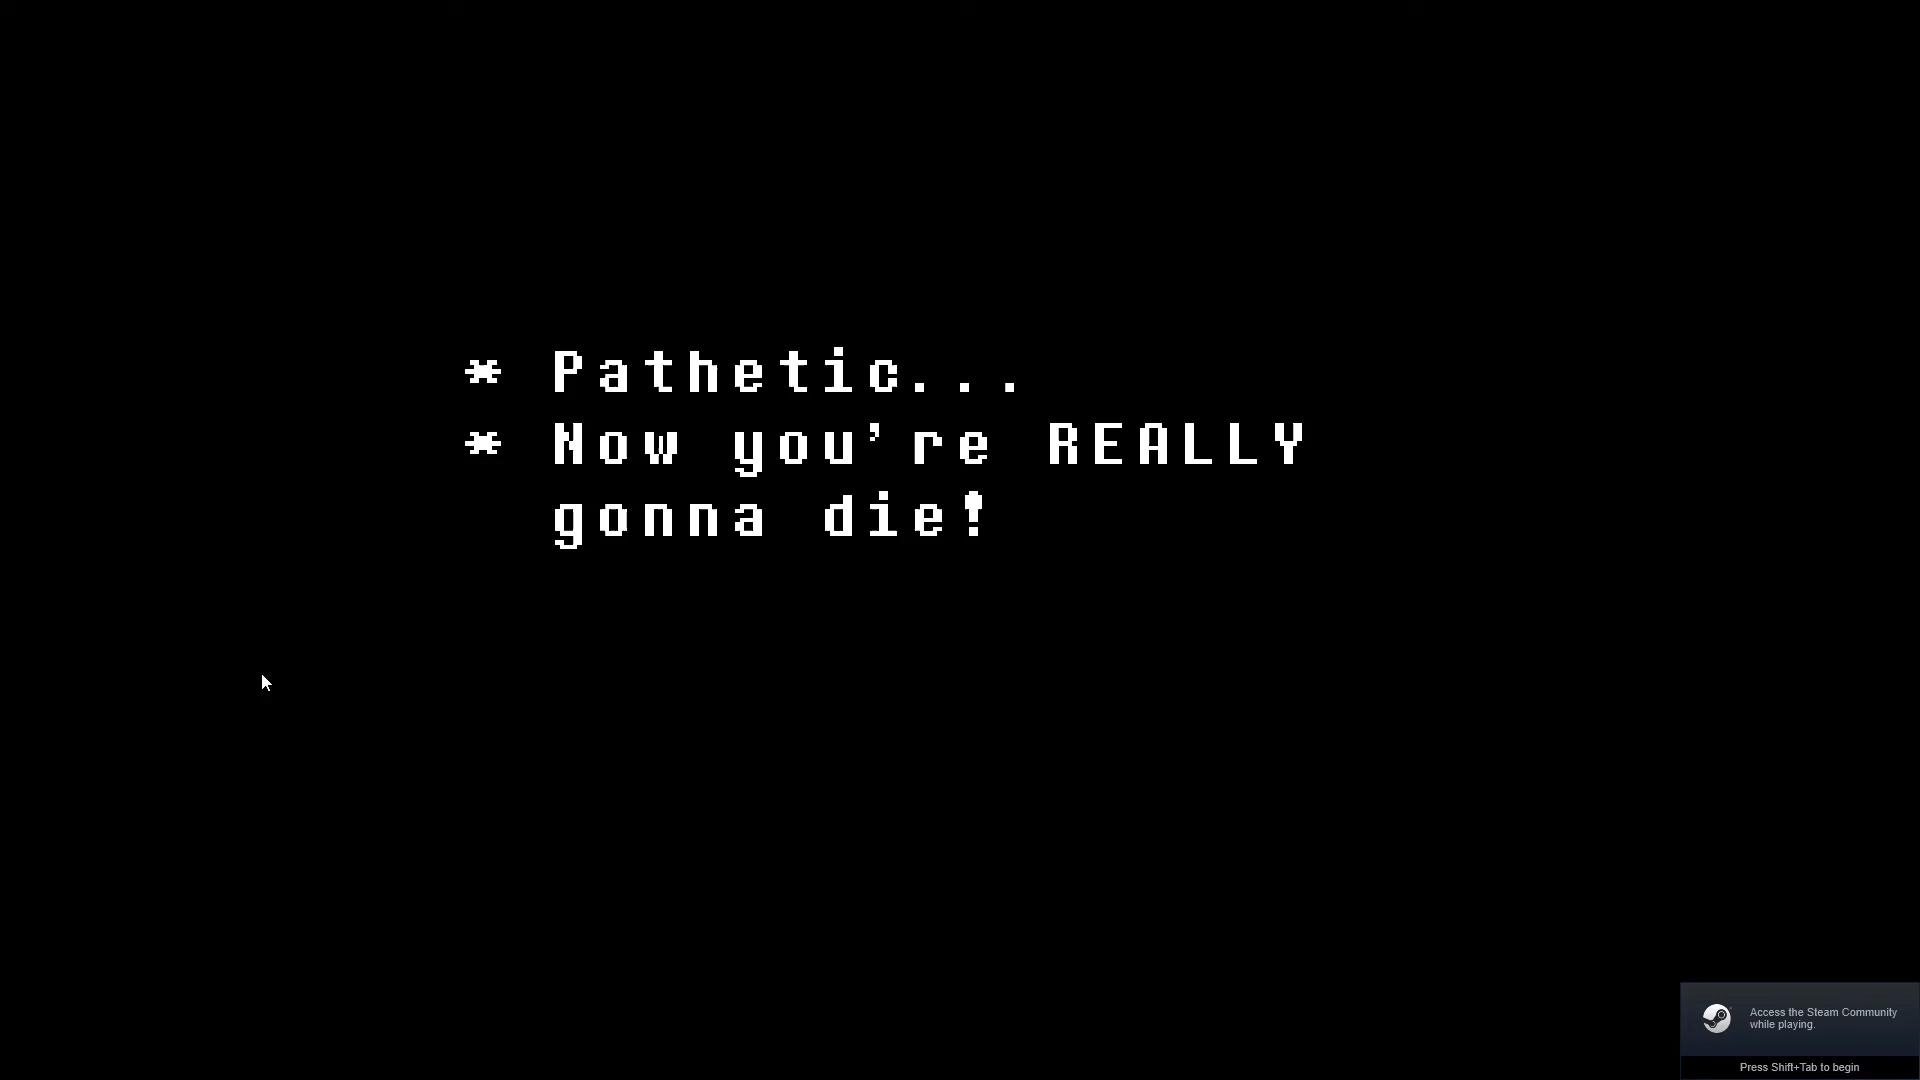 * Pathetic...
* Now you're REALLY
gonna die!
Access the Steam Community
while playing.
Press Shift+Tab to begin